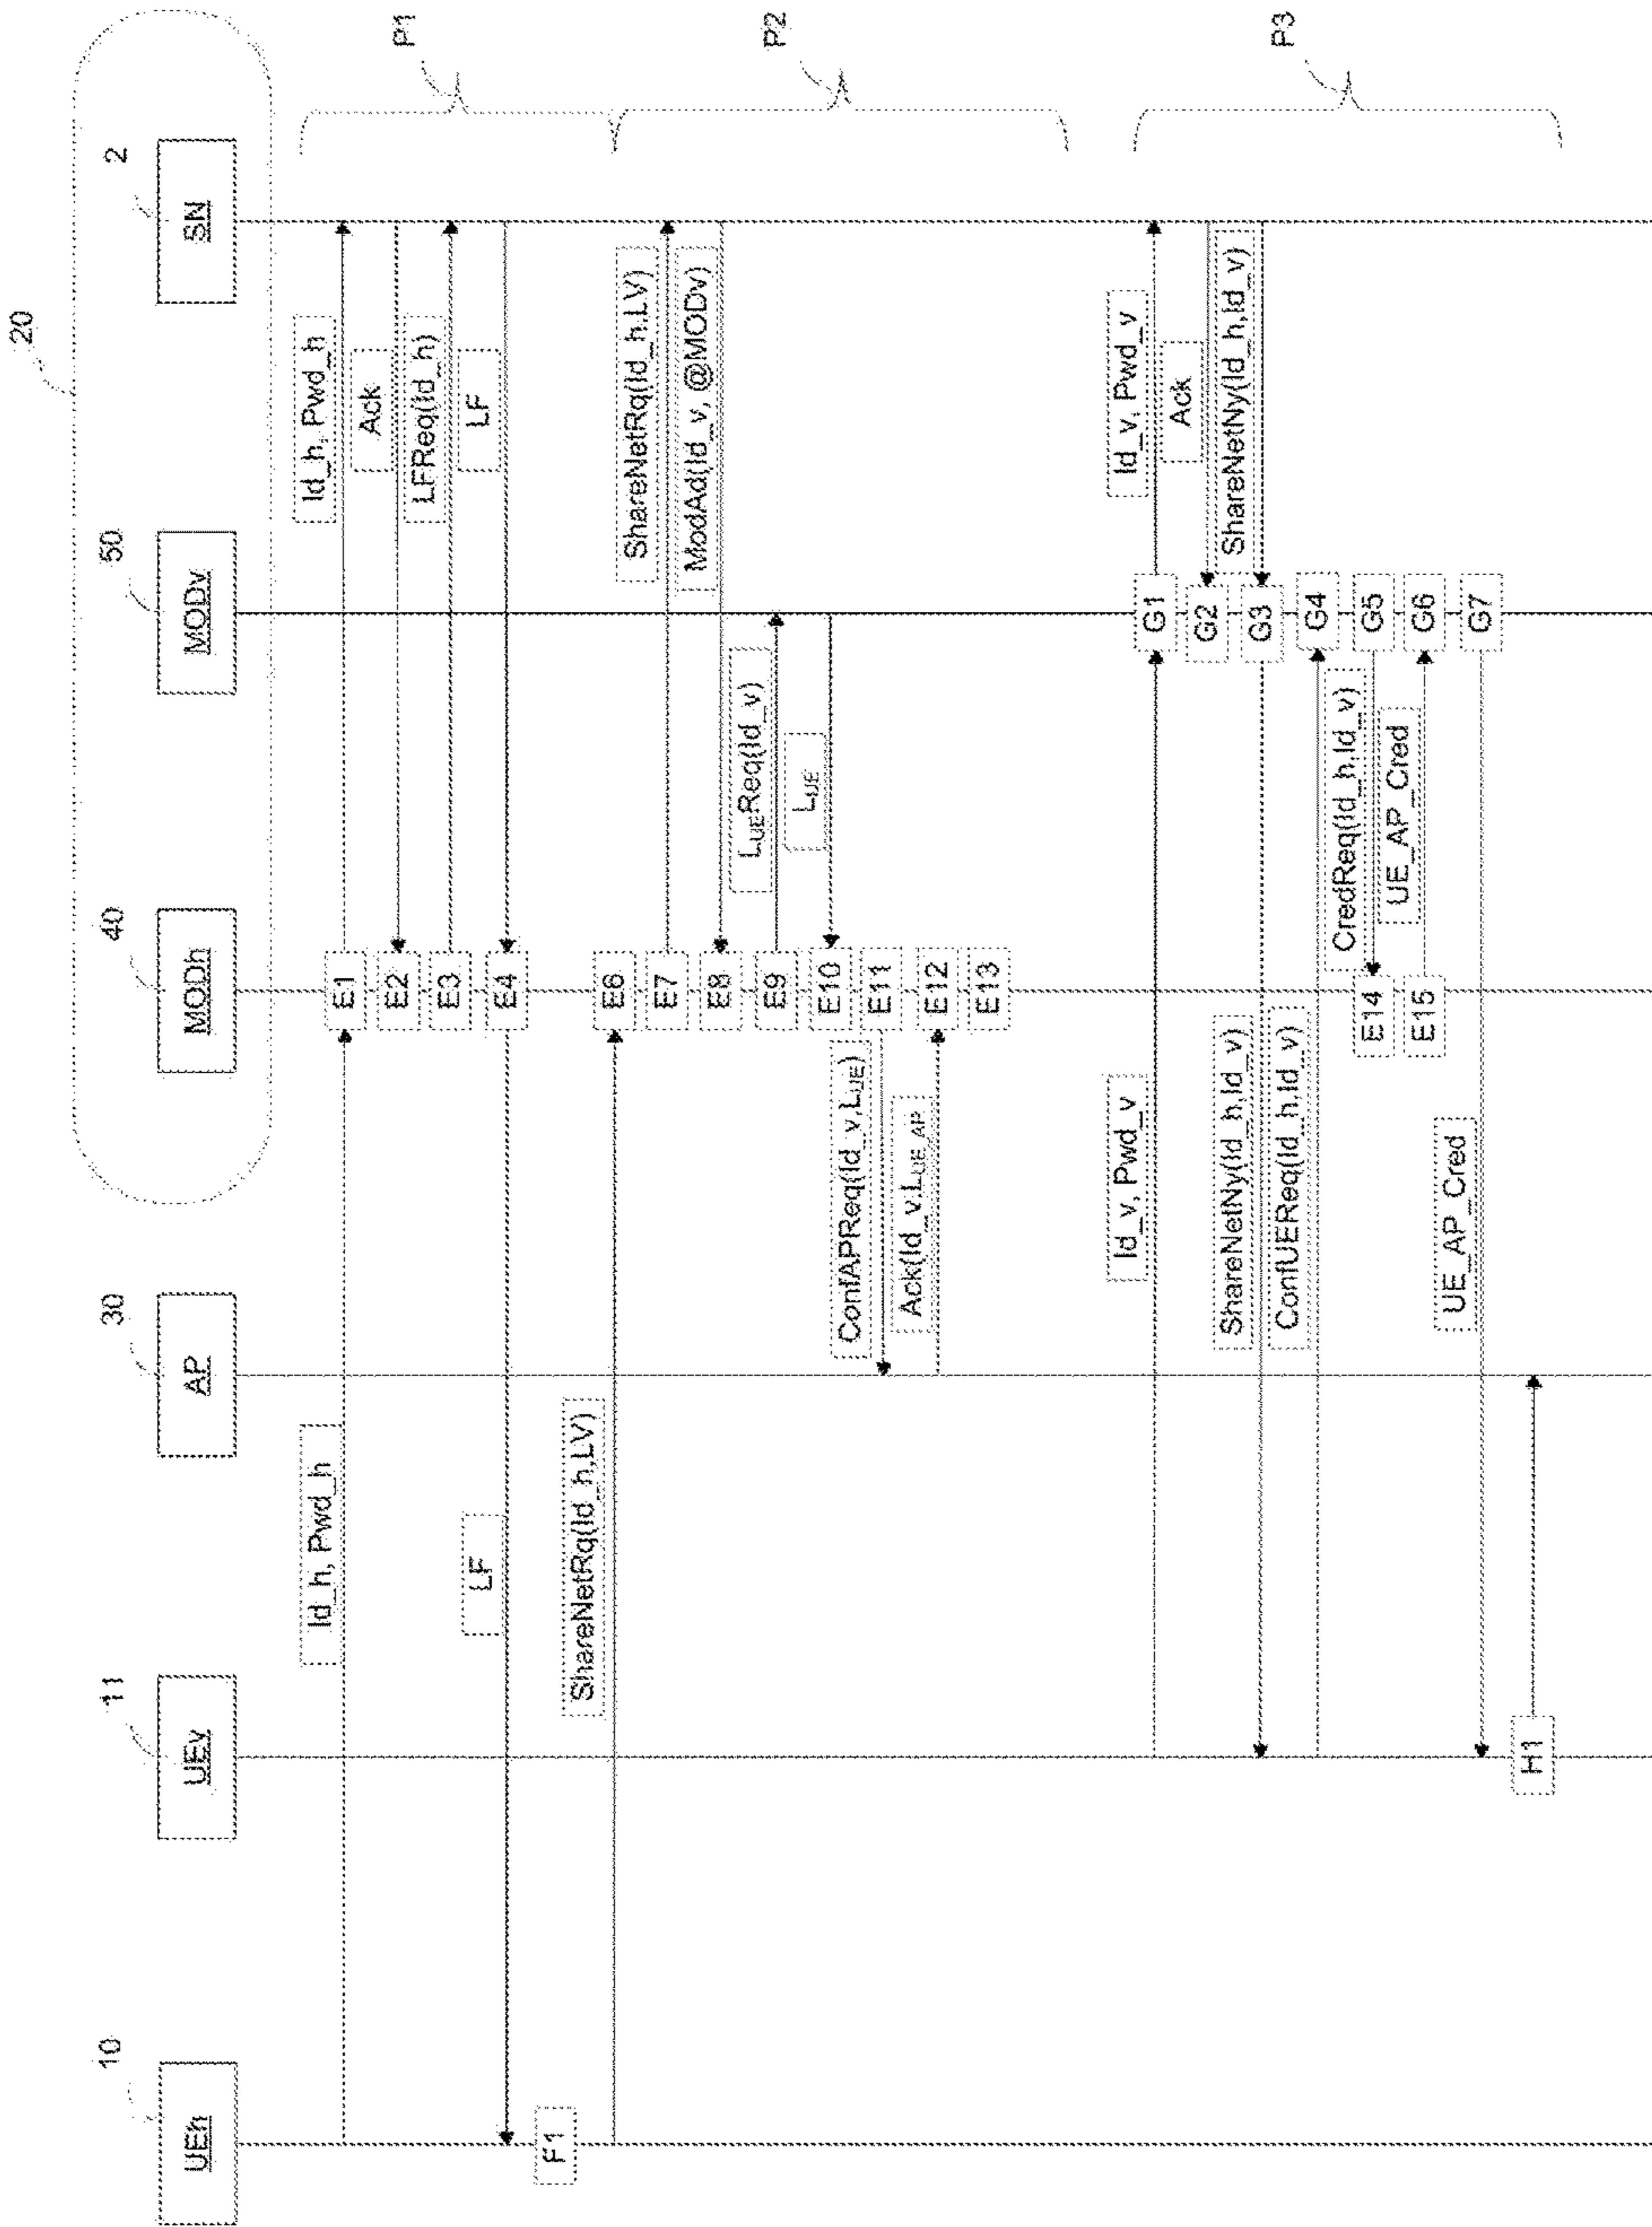 20
10
UEh
11
UEv
30
AP
40
MODh
50
MODv
2
SN
Id_h, Pwd_h
E1
Id_h, Pwd_h
P1
E2
Ack
E3
LFReq(Id_h)
LF
E4
LF
F1
ShareNetRq(Id_h,LV)
E6
E7
ShareNetRq(Id_h,LV)
P2
E8
ModAd(Id_v, @MODv)
E9
LUEReq(Id_v)
E10
LUE
ConfAPReq(Id_v,LUE)
E11
Ack(Id_v,LUE_AP
E12
E13
Id_v, Pwd_v
G1
Id_v, Pwd_v
P3
G2
Ack
ShareNetNy(Id_h,Id_v)
G3
ShareNetNy(Id_h,Id_v)
ConfUEReq(Id_h,Id_v)
G4
E14
CredReq(Id_h,Id_v)
G5
E15
UE_AP_Cred
G6
UE_AP_Cred
G7
H1